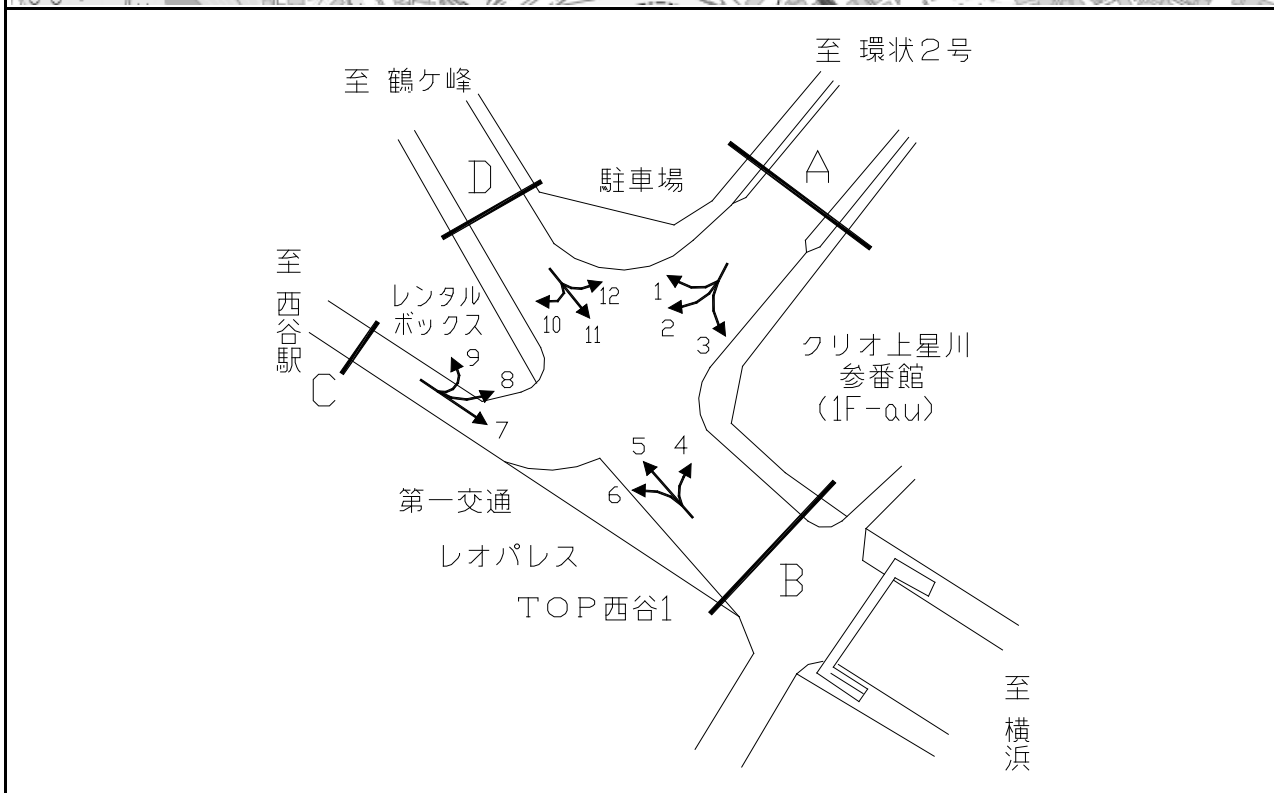 至 環状２号
至 鶴ケ峰
A
D
駐車場
至 西谷駅
レンタル
ボックス
1
2
3
12
10
11
9
8
7
C
クリオ上星川
参番館
(1F-au)
5
4
6
第一交通
レオパレス
ＴＯＰ西谷1
B
至 横浜